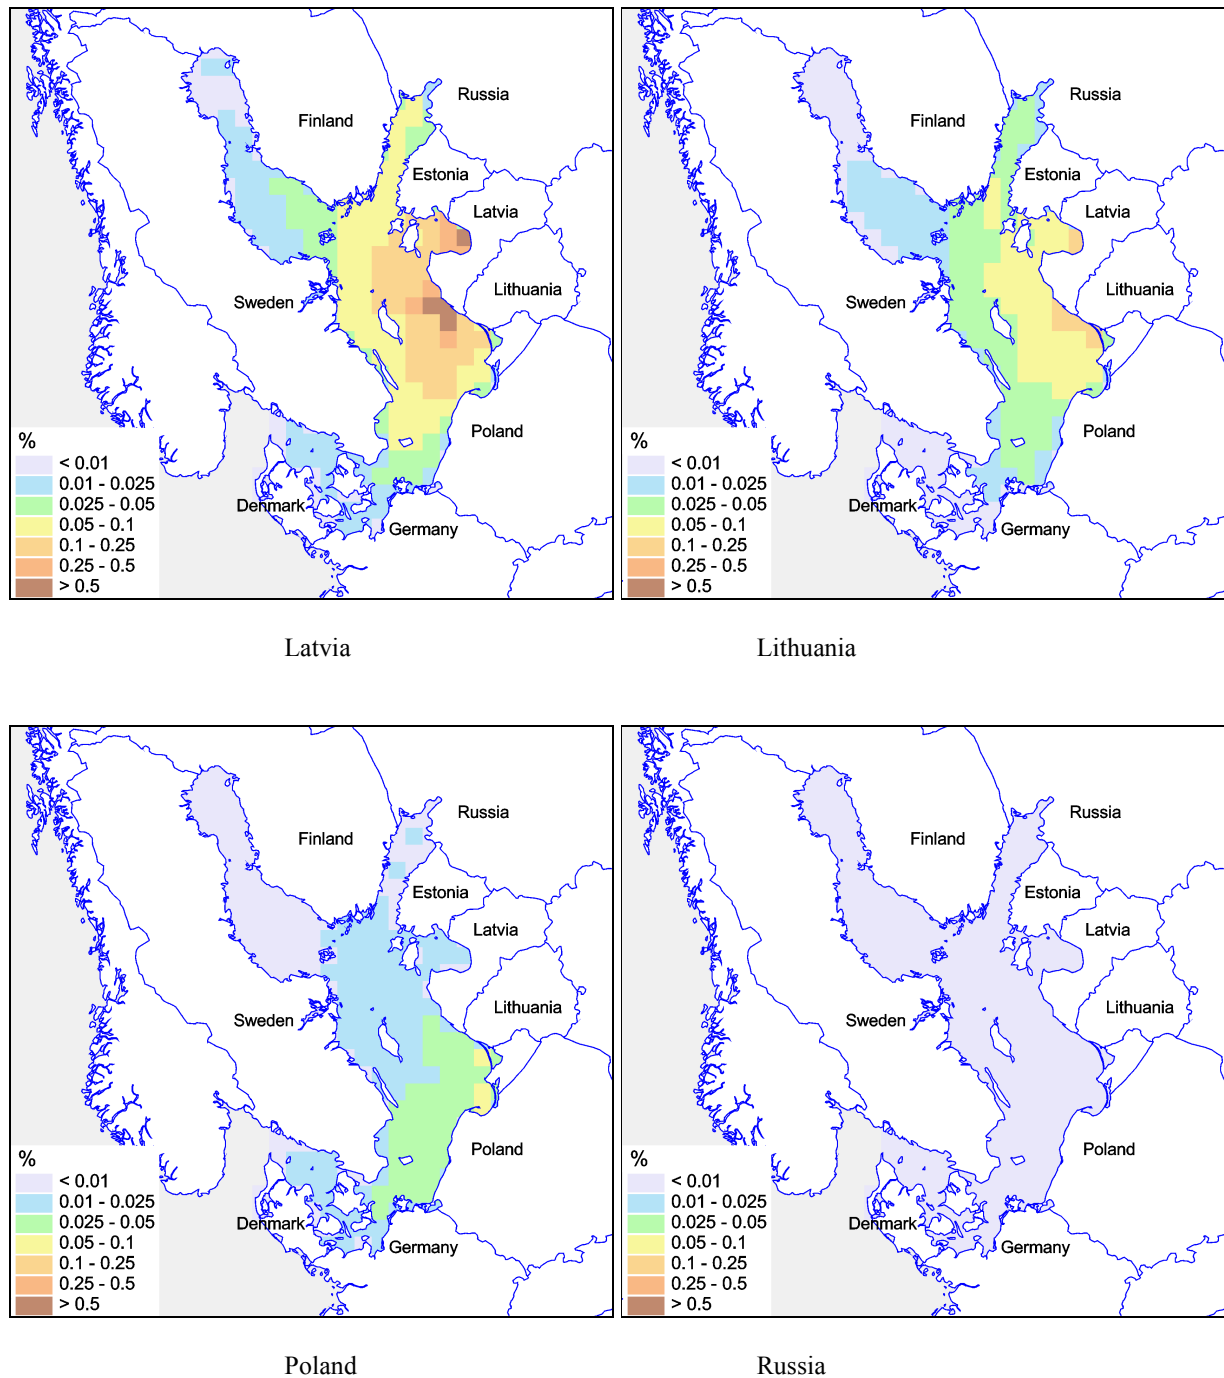 Russia
Finland
Estonia
Latvia
Lithuania
Sweden
Poland
Denmark
Germany
%
< 0.01
0.01 - 0.025
0.025 - 0.05
0.05 - 0.1
0.1 - 0.25
0.25 - 0.5
> 0.5
Russia
Finland
Estonia
Latvia
Lithuania
Sweden
Poland
Denmark
Germany
%
< 0.01
0.01 - 0.025
0.025 - 0.05
0.05 - 0.1
0.1 - 0.25
0.25 - 0.5
> 0.5
Latvia
Lithuania
Russia
Finland
Estonia
Latvia
Lithuania
Sweden
Poland
Denmark
Germany
%
< 0.01
0.01 - 0.025
0.025 - 0.05
0.05 - 0.1
0.1 - 0.25
0.25 - 0.5
> 0.5
Russia
Finland
Estonia
Latvia
Lithuania
Sweden
Poland
Denmark
Germany
%
< 0.01
0.01 - 0.025
0.025 - 0.05
0.05 - 0.1
0.1 - 0.25
0.25 - 0.5
> 0.5
Poland
Russia